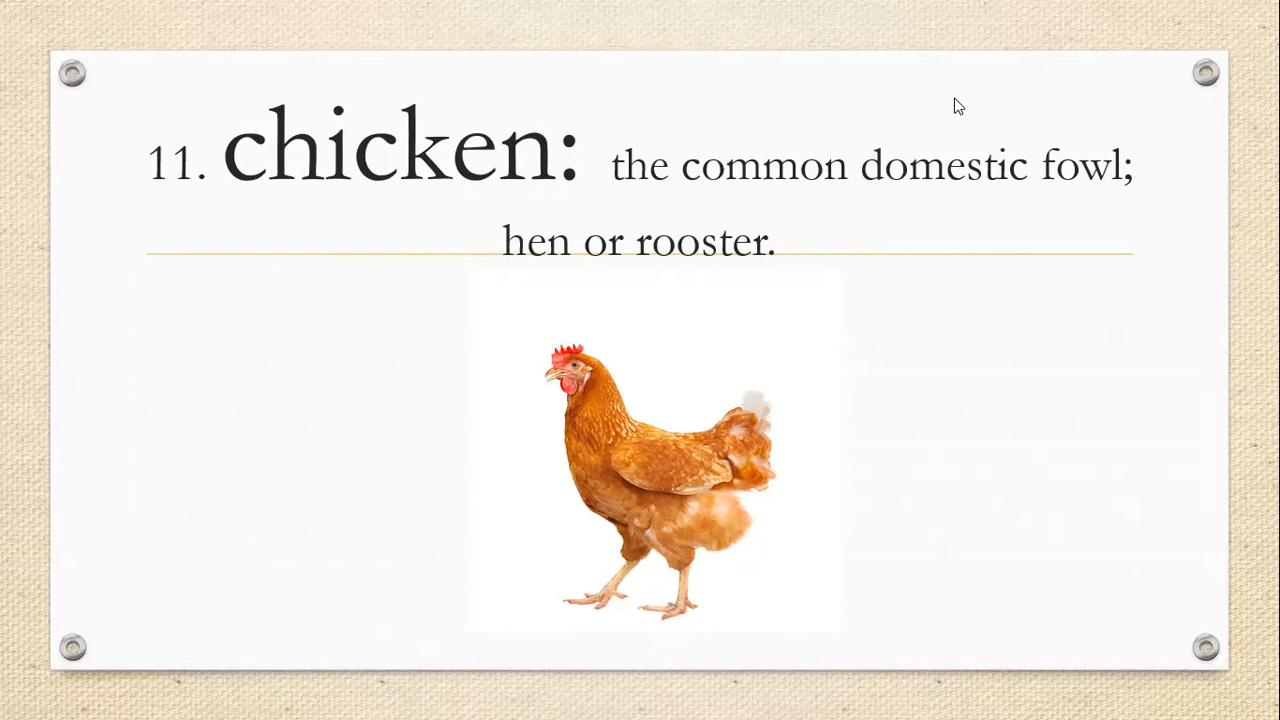 11. chicken: the common domestic fowl;
hen or rooster.